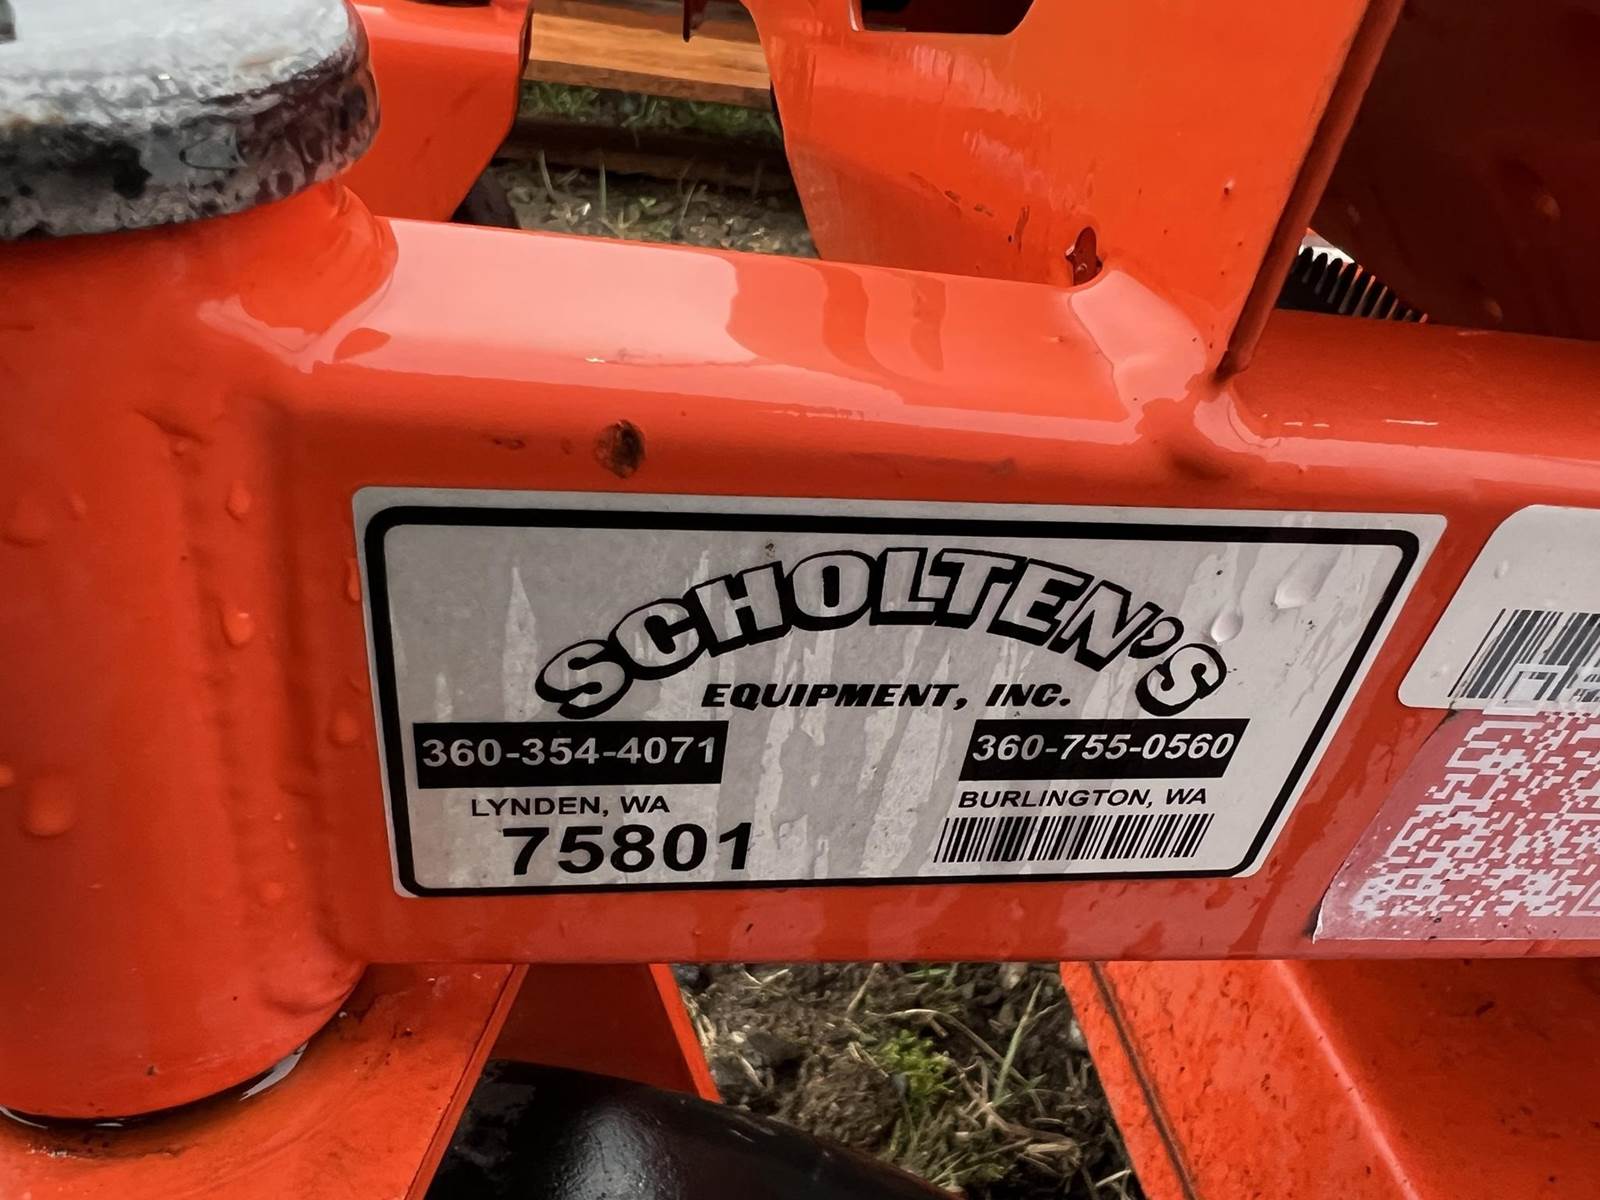 SCHOLTEN'S
EQUIPMENT, INC.
360-354-4071
LYNDEN, WA
75801
360-755-0560
BURLINGTON, WA